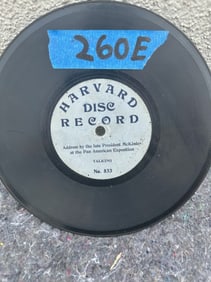 260E
HARVARD
DISC
RECORD
Address by the late President McKinley
at the Pan American Exposition
TALKING
No. 833